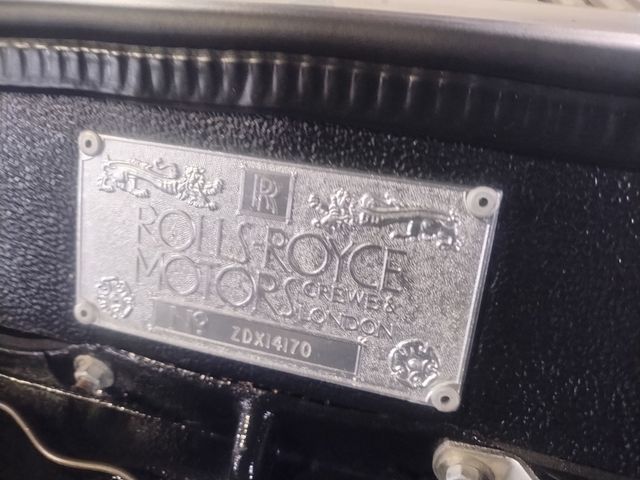 RR
ROLLS-ROYCE
MOTORS CREWE &
LONDON
Nº ZDX14170